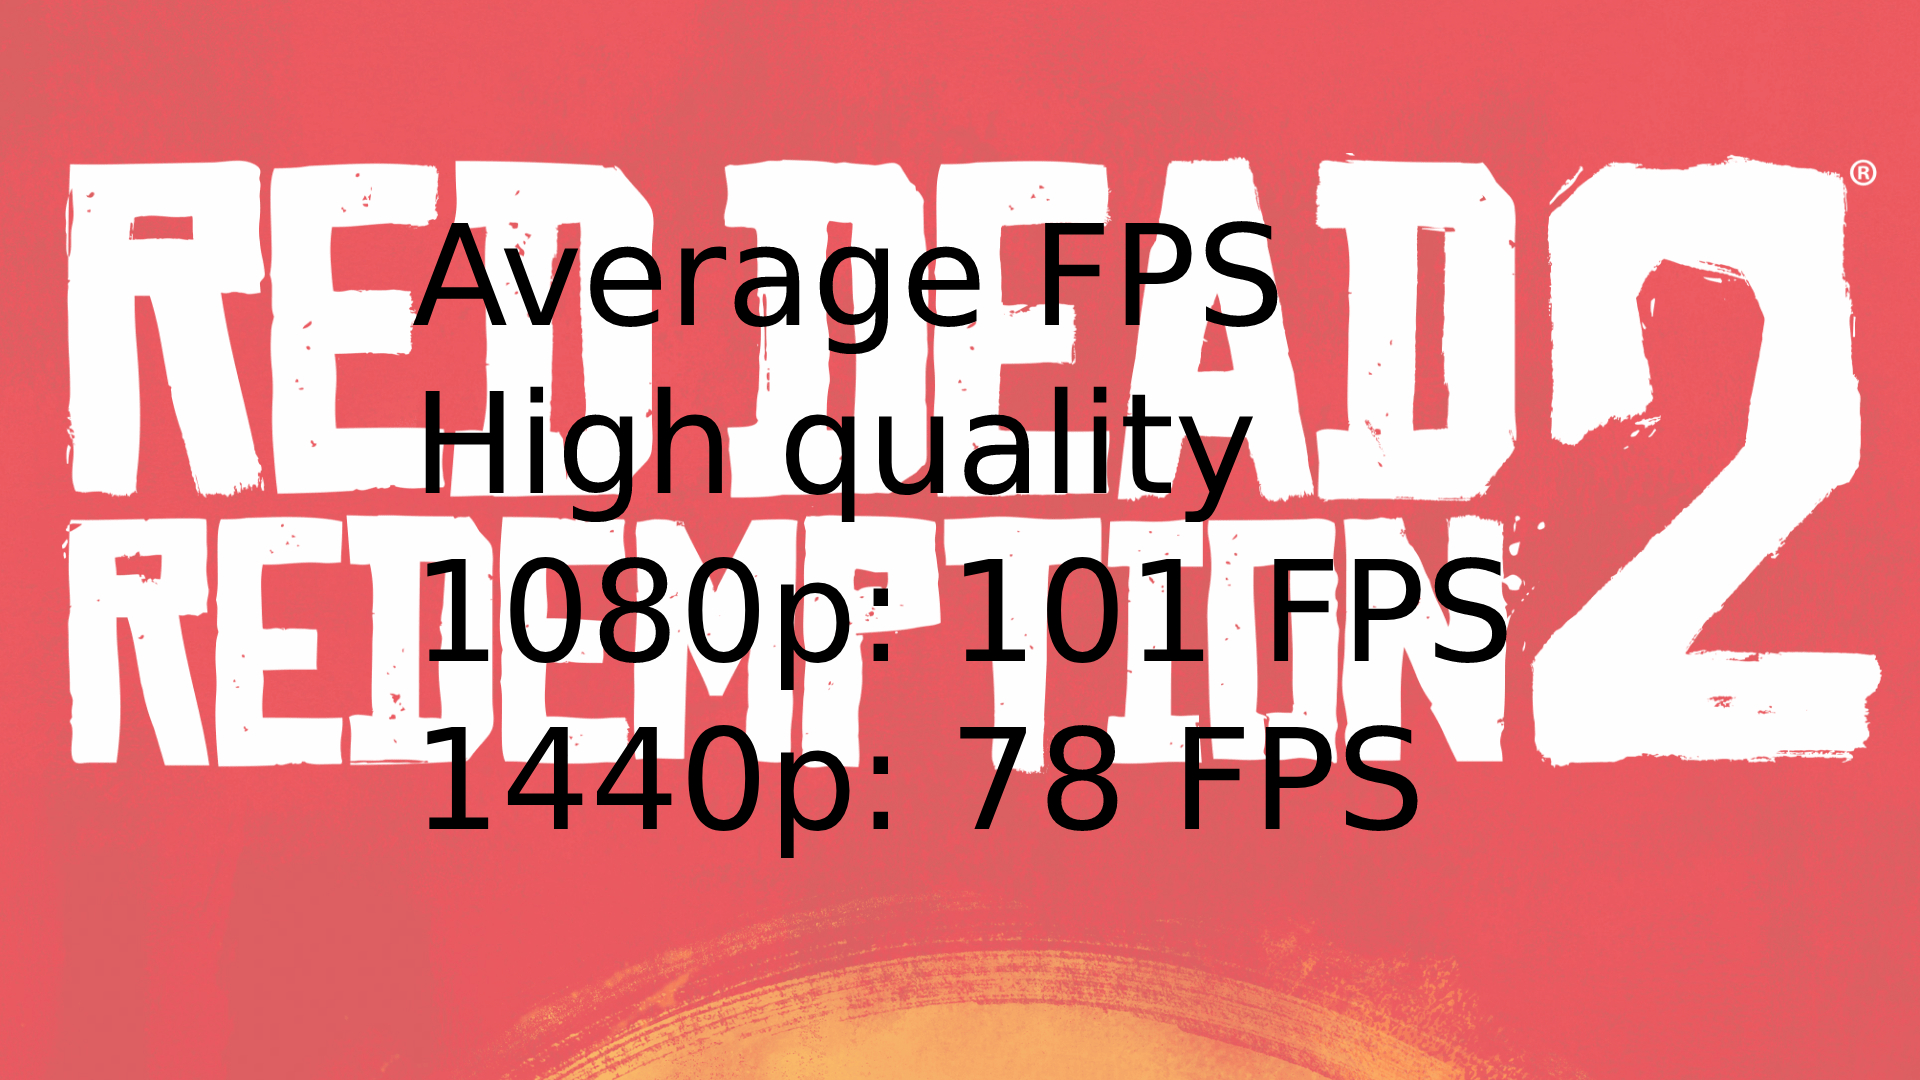 RED DEAD
REDEMPTION 2®
Average FPS
High quality
1080p: 101 FPS
1440p: 78 FPS